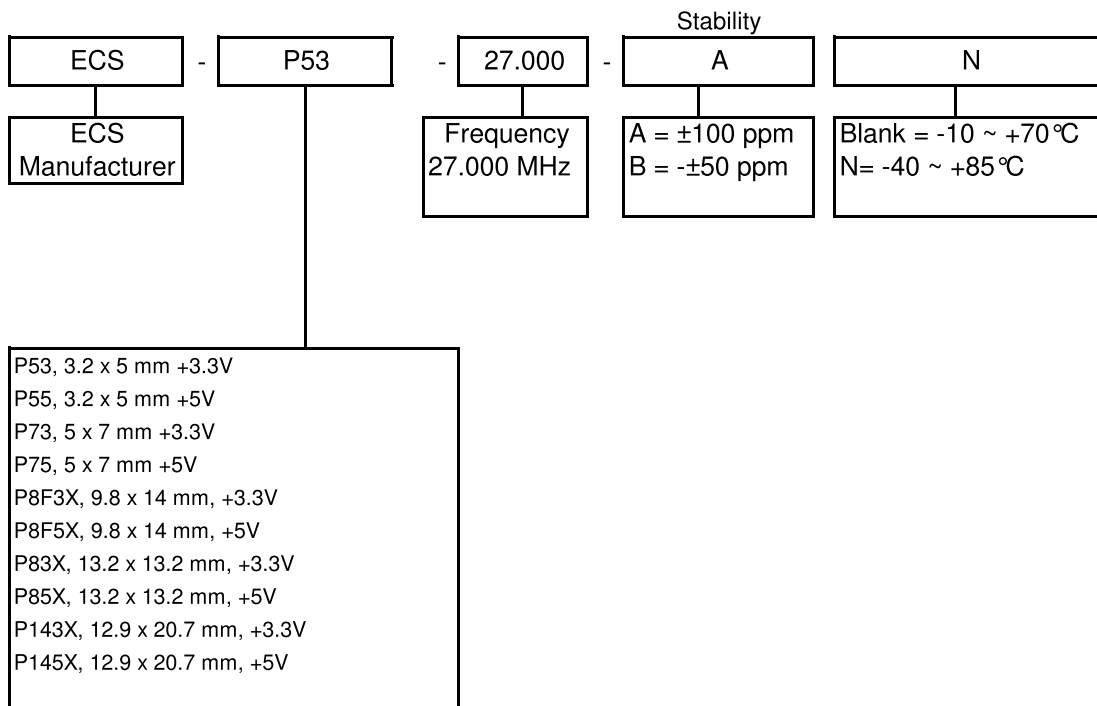 Stability
ECS - P53 - 27.000 - A N
ECS
Manufacturer
Frequency
27.000 MHz
A = ±100 ppm
B = -±50 ppm
Blank = -10 ~ +70°C
N= -40 ~ +85°C
P53, 3.2 x 5 mm +3.3V
P55, 3.2 x 5 mm +5V
P73, 5 x 7 mm +3.3V
P75, 5 x 7 mm +5V
P8F3X, 9.8 x 14 mm, +3.3V
P8F5X, 9.8 x 14 mm, +5V
P83X, 13.2 x 13.2 mm, +3.3V
P85X, 13.2 x 13.2 mm, +5V
P143X, 12.9 x 20.7 mm, +3.3V
P145X, 12.9 x 20.7 mm, +5V